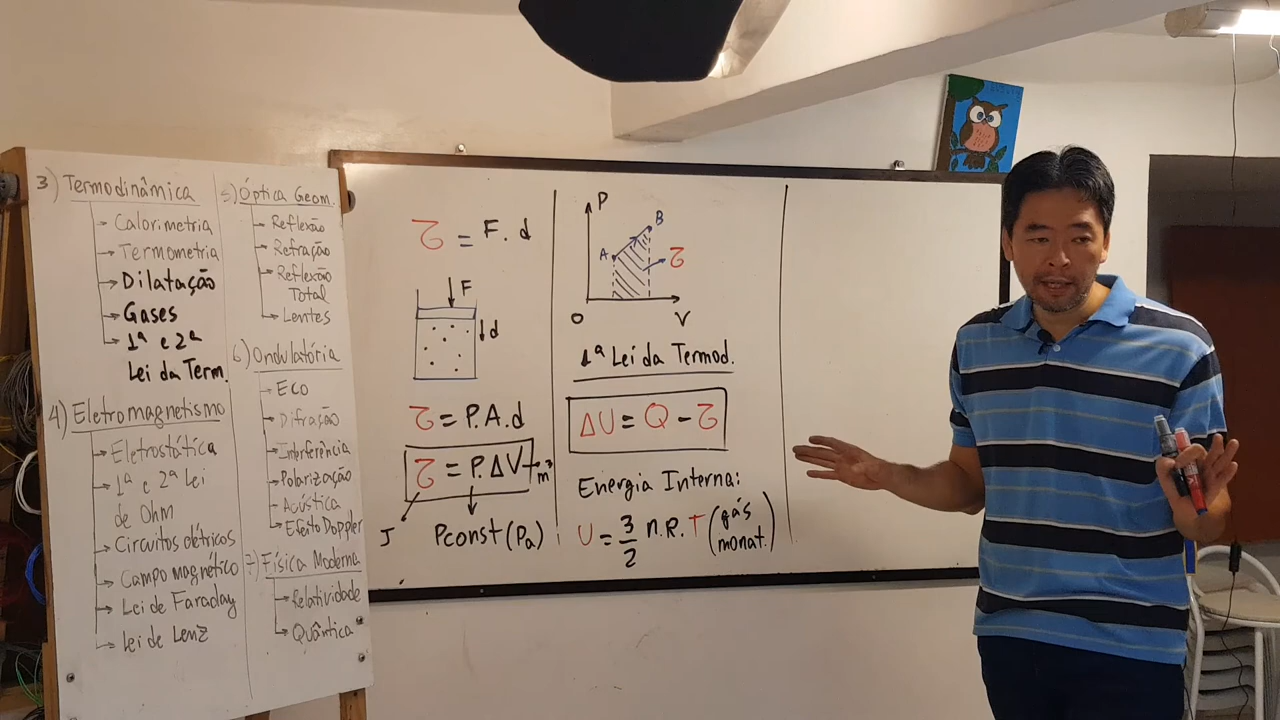 3) Termodinâmica
Calorimetria
Termometria
Dilatação
Gases
1ª e 2ª
Lei da Term.
4) Eletromagnetismo
Eletrostática
1ª e 2ª Lei
de Ohm
Circuitos elétricos
Campo magnético
Lei de Faraday
Lei de Lenz
5) Óptica Geom.
Reflexão
Refração
Reflexão
Total
Lentes
6) Ondulatória
Eco
Difração
Interferência
Polarização
Acústica
Efeito Doppler
7) Física Moderna
Relatividade
Quântica
τ = F. d
F
d
τ = P.A.d
τ = P.ΔV
m³
J
Pconst(Pa)
P
B
A
τ
0
V
1ª Lei da Termod.
ΔU = Q - τ
Energia Interna:
U = 3/2 n.R.T (gás monat.)